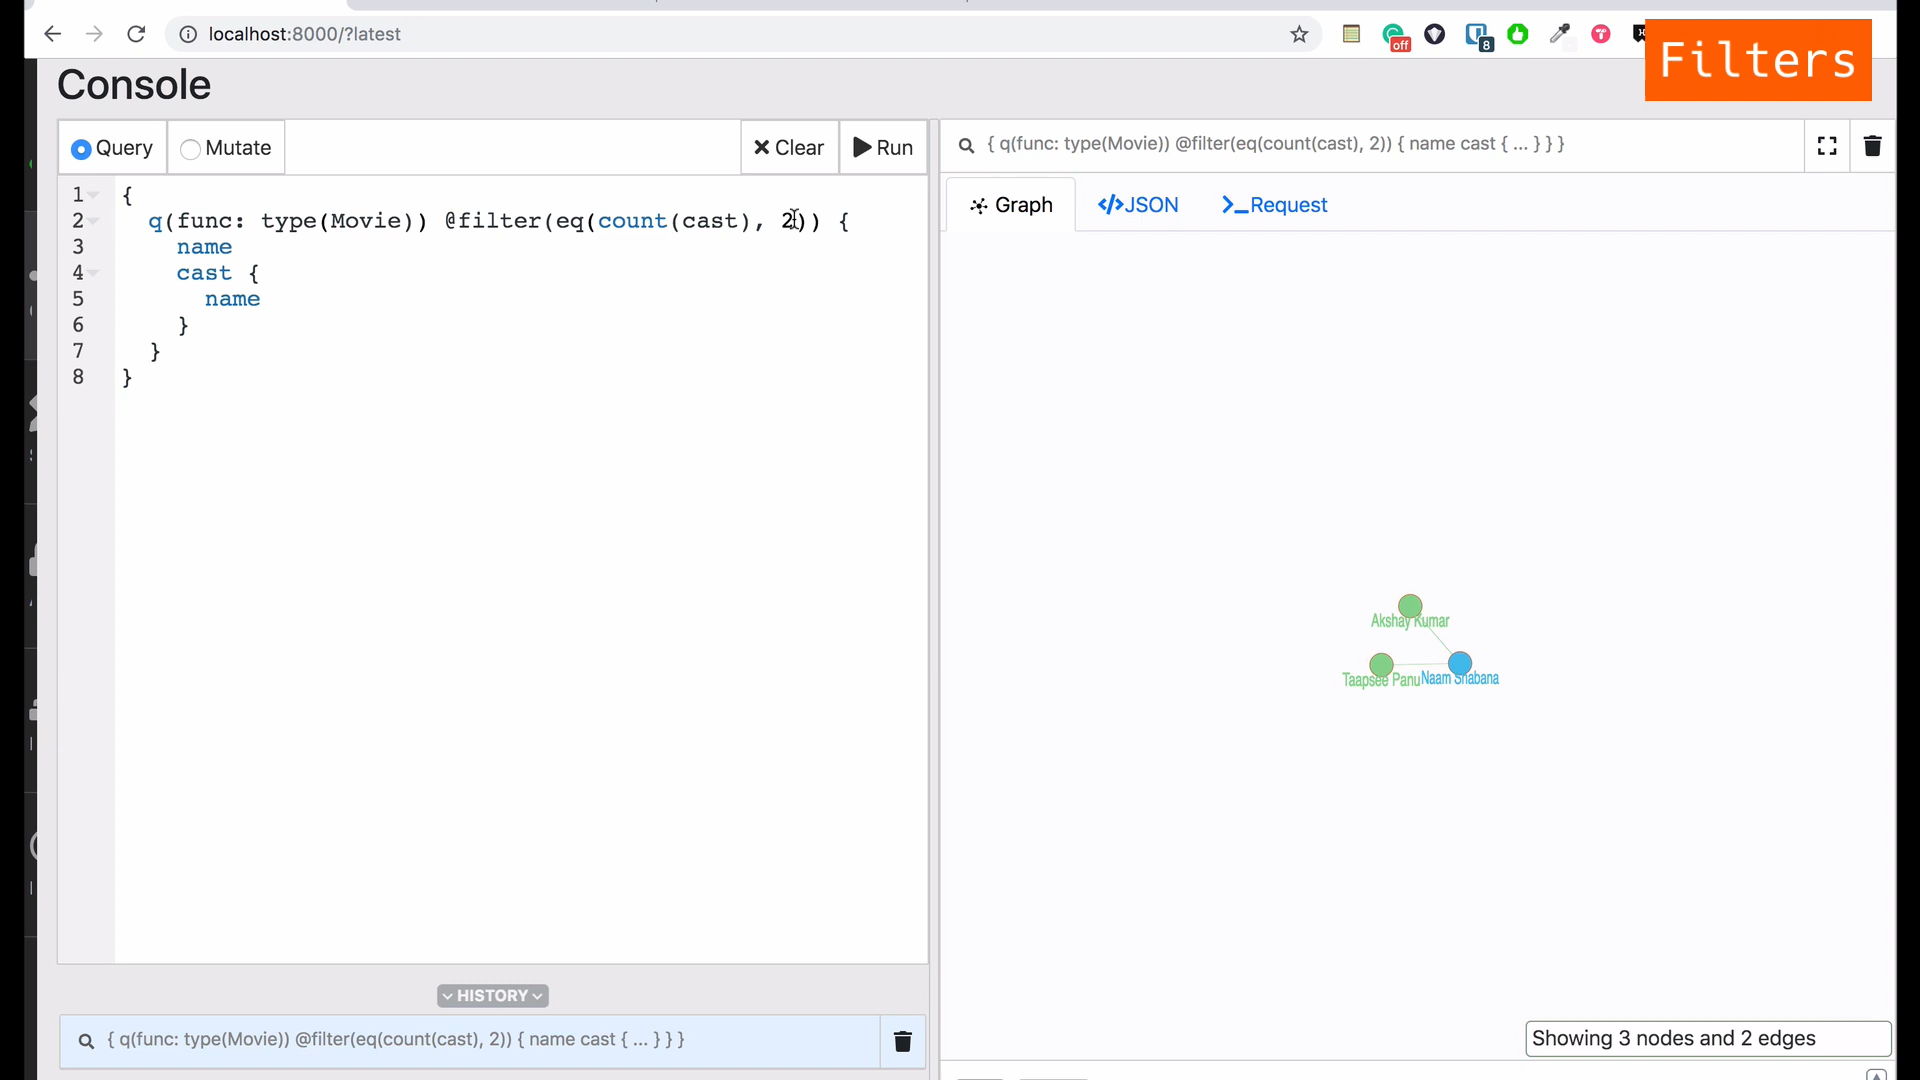 localhost:8000/?latest
off
8
Filters
Console
Query
Mutate
Clear
Run
1 {
2 q(func: type(Movie)) @filter(eq(count(cast), 2)) {
3 name
4 cast {
5 name
6 }
7 }
8 }
HISTORY
{ q(func: type(Movie)) @filter(eq(count(cast), 2)) { name cast { ... } } }
{ q(func: type(Movie)) @filter(eq(count(cast), 2)) { name cast { ... } } }
Graph
</>JSON
>_Request
Akshay Kumar
Taapsee Panu
Naam Shabana
Showing 3 nodes and 2 edges